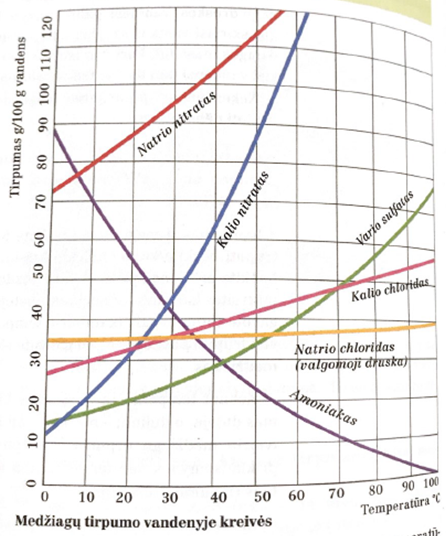 Tirpumas g/100 g vandens
120
110
100
90
80
70
60
50
40
30
20
10
0
Natrio nitratas
Kalio nitratas
Vario sulfatas
Kalio chloridas
Natrio chloridas
(valgomoji druska)
Amoniakas
0 10 20 30 40 50 60 70 80 90 100
Temperatūra °C
Medžiagų tirpumo vandenyje kreivės